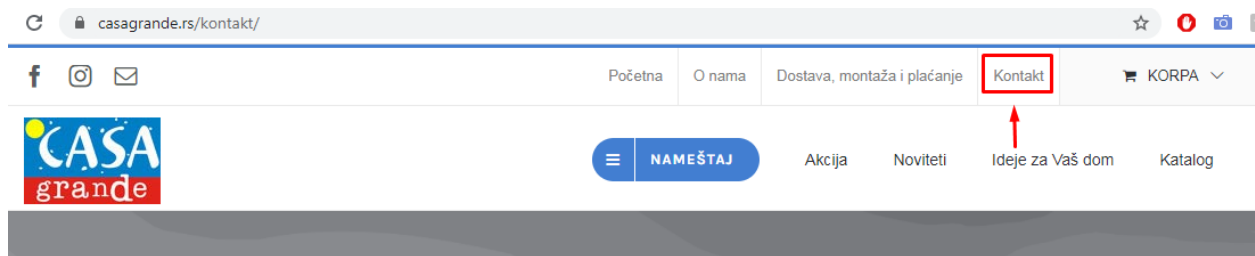 casagrande.rs/kontakt/
Početna O nama Dostava, montaža i plaćanje Kontakt KORPA
CASA
grande
NAMEŠTAJ Akcija Noviteti Ideje za Vaš dom Katalog